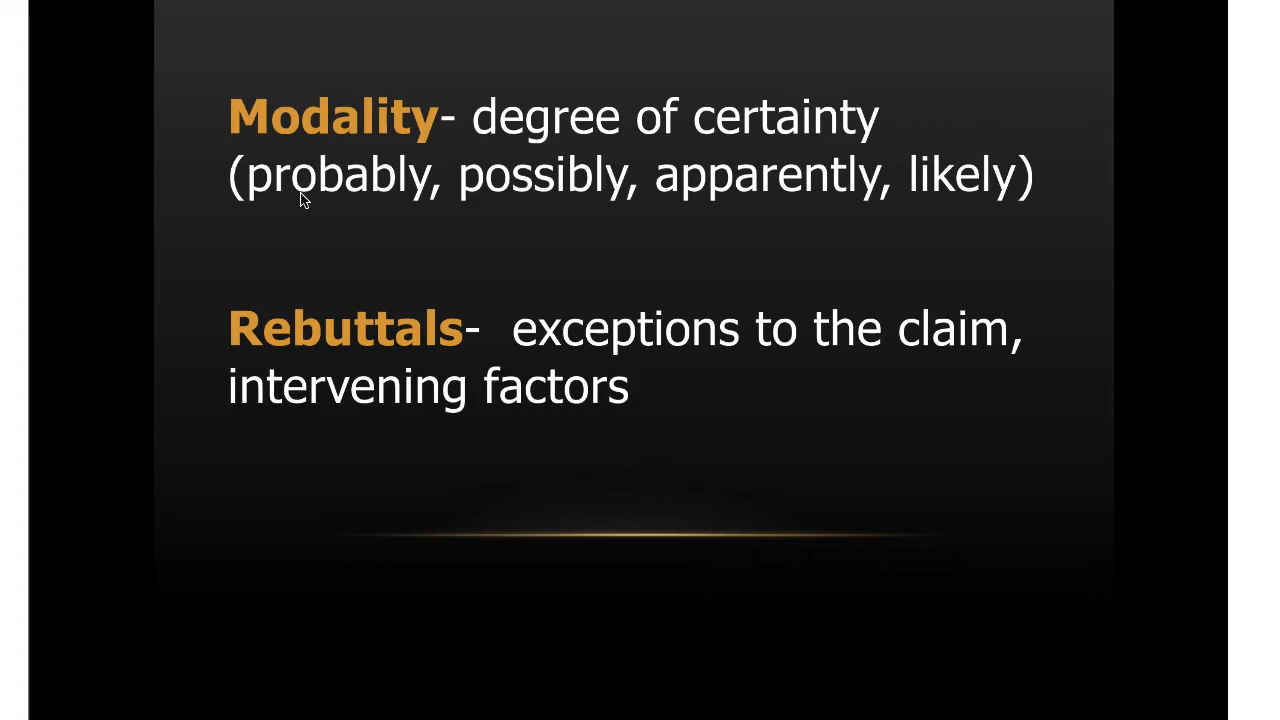 Modality- degree of certainty
(probably, possibly, apparently, likely)
Rebuttals-  exceptions to the claim,
intervening factors